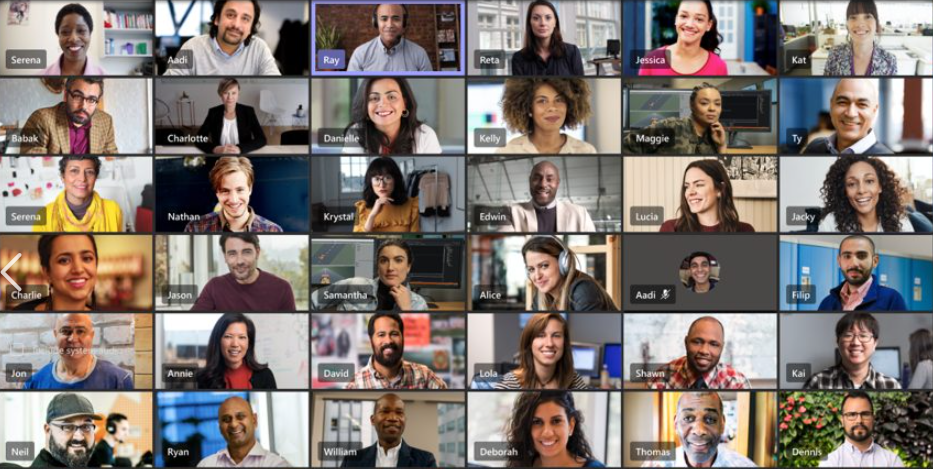 Serena
Aadi
Ray
Reta
Jessica
Kat
Babak
Charlotte
Danielle
Kelly
Maggie
Ty
Serena
Nathan
Krystal
Edwin
Lucia
Jacky
Charlie
Jason
Samantha
Alice
Aadi
Filip
Jon
Annie
David
Lola
Shawn
Kai
Neil
Ryan
William
Deborah
Thomas
Dennis